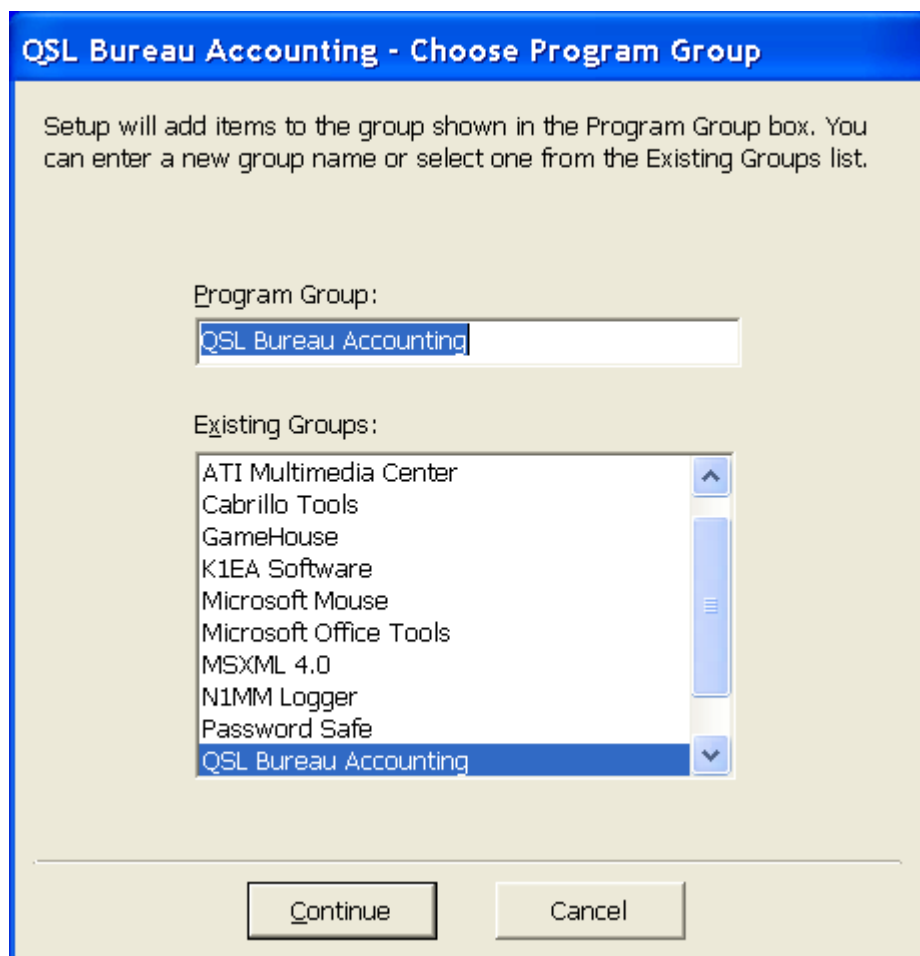 QSL Bureau Accounting - Choose Program Group
Setup will add items to the group shown in the Program Group box. You
can enter a new group name or select one from the Existing Groups list.
Program Group:
QSL Bureau Accounting
Existing Groups:
ATI Multimedia Center
Cabrillo Tools
GameHouse
K1EA Software
Microsoft Mouse
Microsoft Office Tools
MSXML 4.0
N1MM Logger
Password Safe
QSL Bureau Accounting
Continue
Cancel